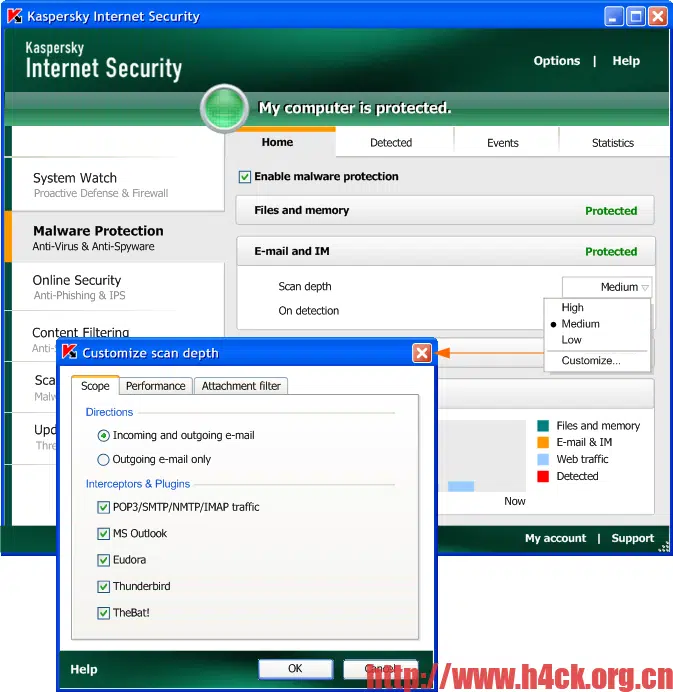 Kaspersky Internet Security
Kaspersky
Internet Security
Options | Help
My computer is protected.
Home
Detected
Events
Statistics
System Watch
Proactive Defense & Firewall
Malware Protection
Anti-Virus & Anti-Spyware
Online Security
Anti-Phishing & IPS
Content Filtering
Anti-
Sca
Malw
Upd
Thre
Enable malware protection
Files and memory
Protected
E-mail and IM
Protected
Scan depth
Medium
On detection
High
Medium
Low
Customize...
Files and memory
E-mail & IM
Web traffic
Detected
Now
My account | Support
Customize scan depth
Scope
Performance
Attachment filter
Directions
Incoming and outgoing e-mail
Outgoing e-mail only
Interceptors & Plugins
POP3/SMTP/NMTP/IMAP traffic
MS Outlook
Eudora
Thunderbird
TheBat!
Help
OK
Cancel
http://www.h4ck.org.cn